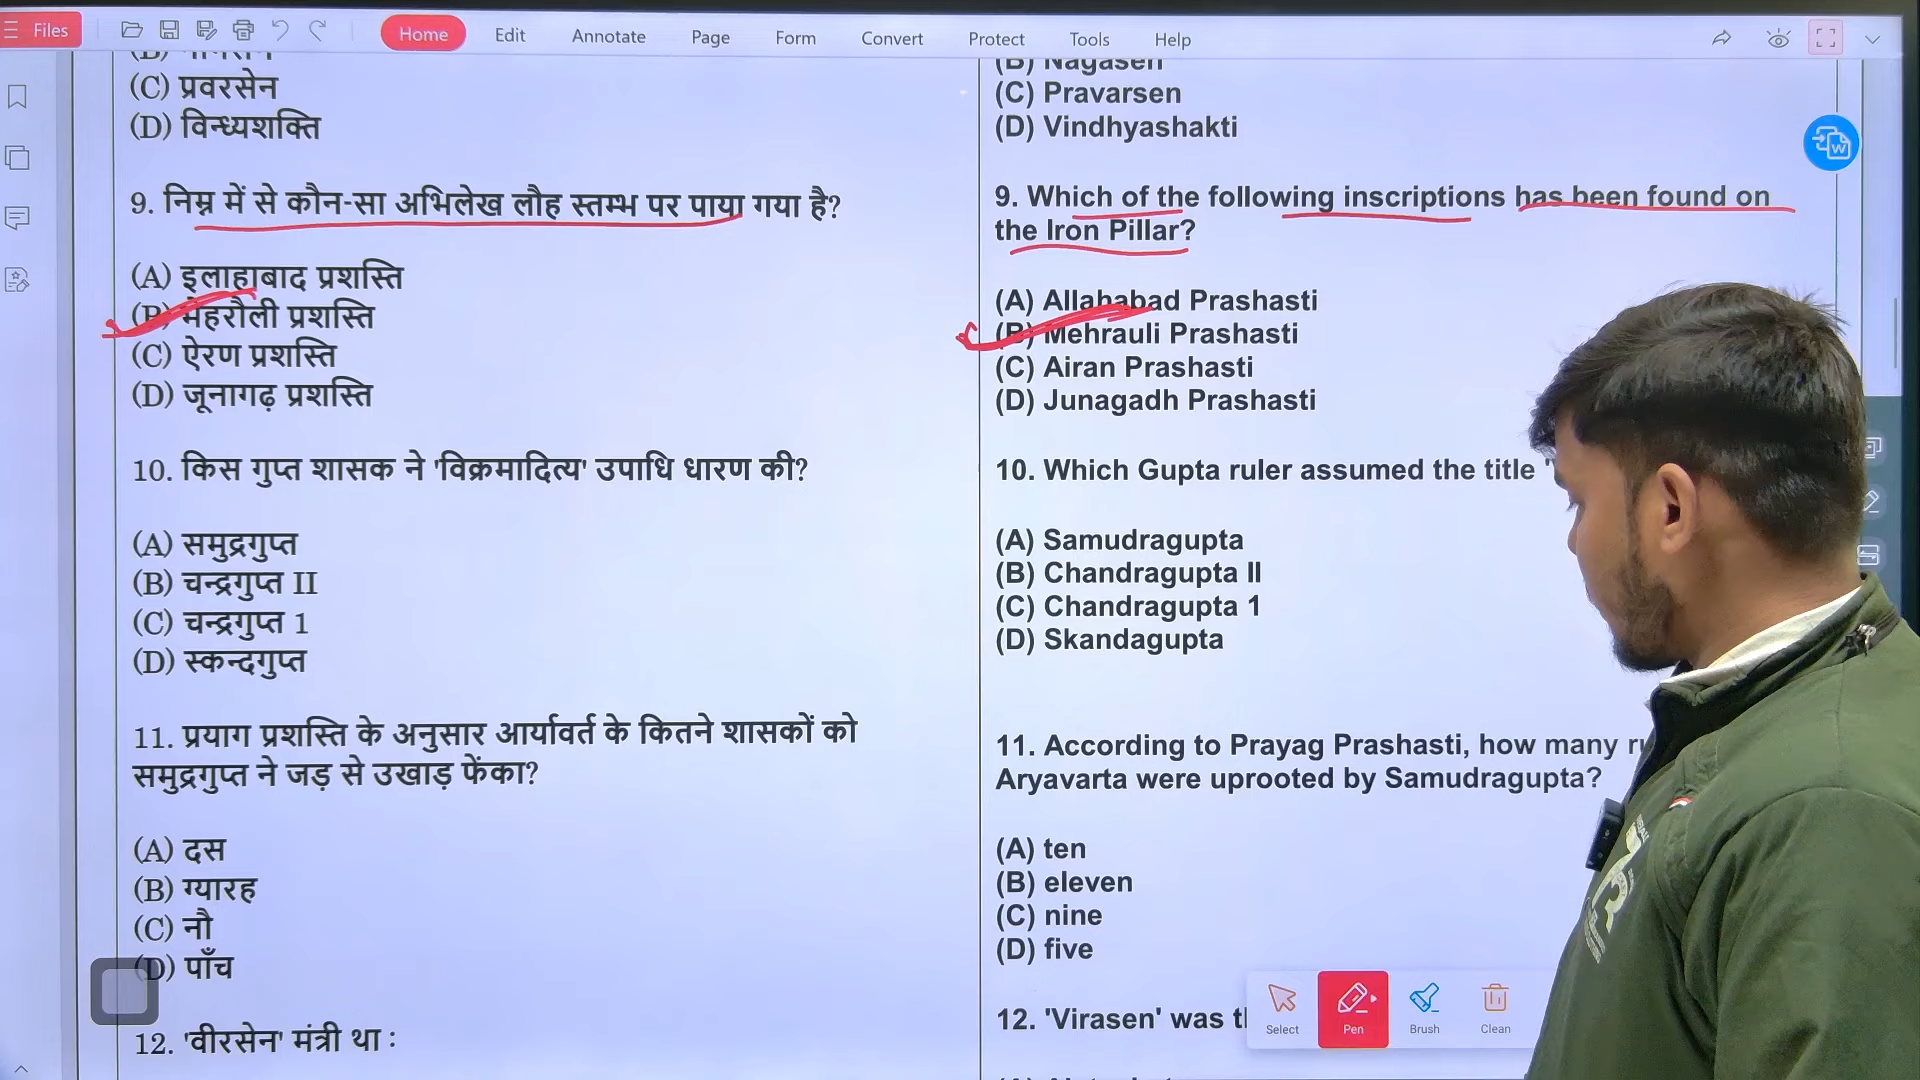 Files
Home Edit Annotate Page Form Convert Protect Tools Help
(C) प्रवरसेन
(D) विन्ध्यशक्ति
9. निम्न में से कौन-सा अभिलेख लौह स्तम्भ पर पाया गया है?
(A) इलाहाबाद प्रशस्ति
(B) मेहरौली प्रशस्ति
(C) ऐरण प्रशस्ति
(D) जूनागढ़ प्रशस्ति
10. किस गुप्त शासक ने 'विक्रमादित्य' उपाधि धारण की?
(A) समुद्रगुप्त
(B) चन्द्रगुप्त II
(C) चन्द्रगुप्त 1
(D) स्कन्दगुप्त
11. प्रयाग प्रशस्ति के अनुसार आर्यावर्त के कितने शासकों को
समुद्रगुप्त ने जड़ से उखाड़ फेंका?
(A) दस
(B) ग्यारह
(C) नौ
(D) पाँच
12. 'वीरसेन' मंत्री था :
(B) Nagasen
(C) Pravarsen
(D) Vindhyashakti
9. Which of the following inscriptions has been found on
the Iron Pillar?
(A) Allahabad Prashasti
(B) Mehrauli Prashasti
(C) Airan Prashasti
(D) Junagadh Prashasti
10. Which Gupta ruler assumed the title
(A) Samudragupta
(B) Chandragupta II
(C) Chandragupta 1
(D) Skandagupta
11. According to Prayag Prashasti, how many
Aryavarta were uprooted by Samudragupta?
(A) ten
(B) eleven
(C) nine
(D) five
12. 'Virasen' was
Select Pen Brush Clean